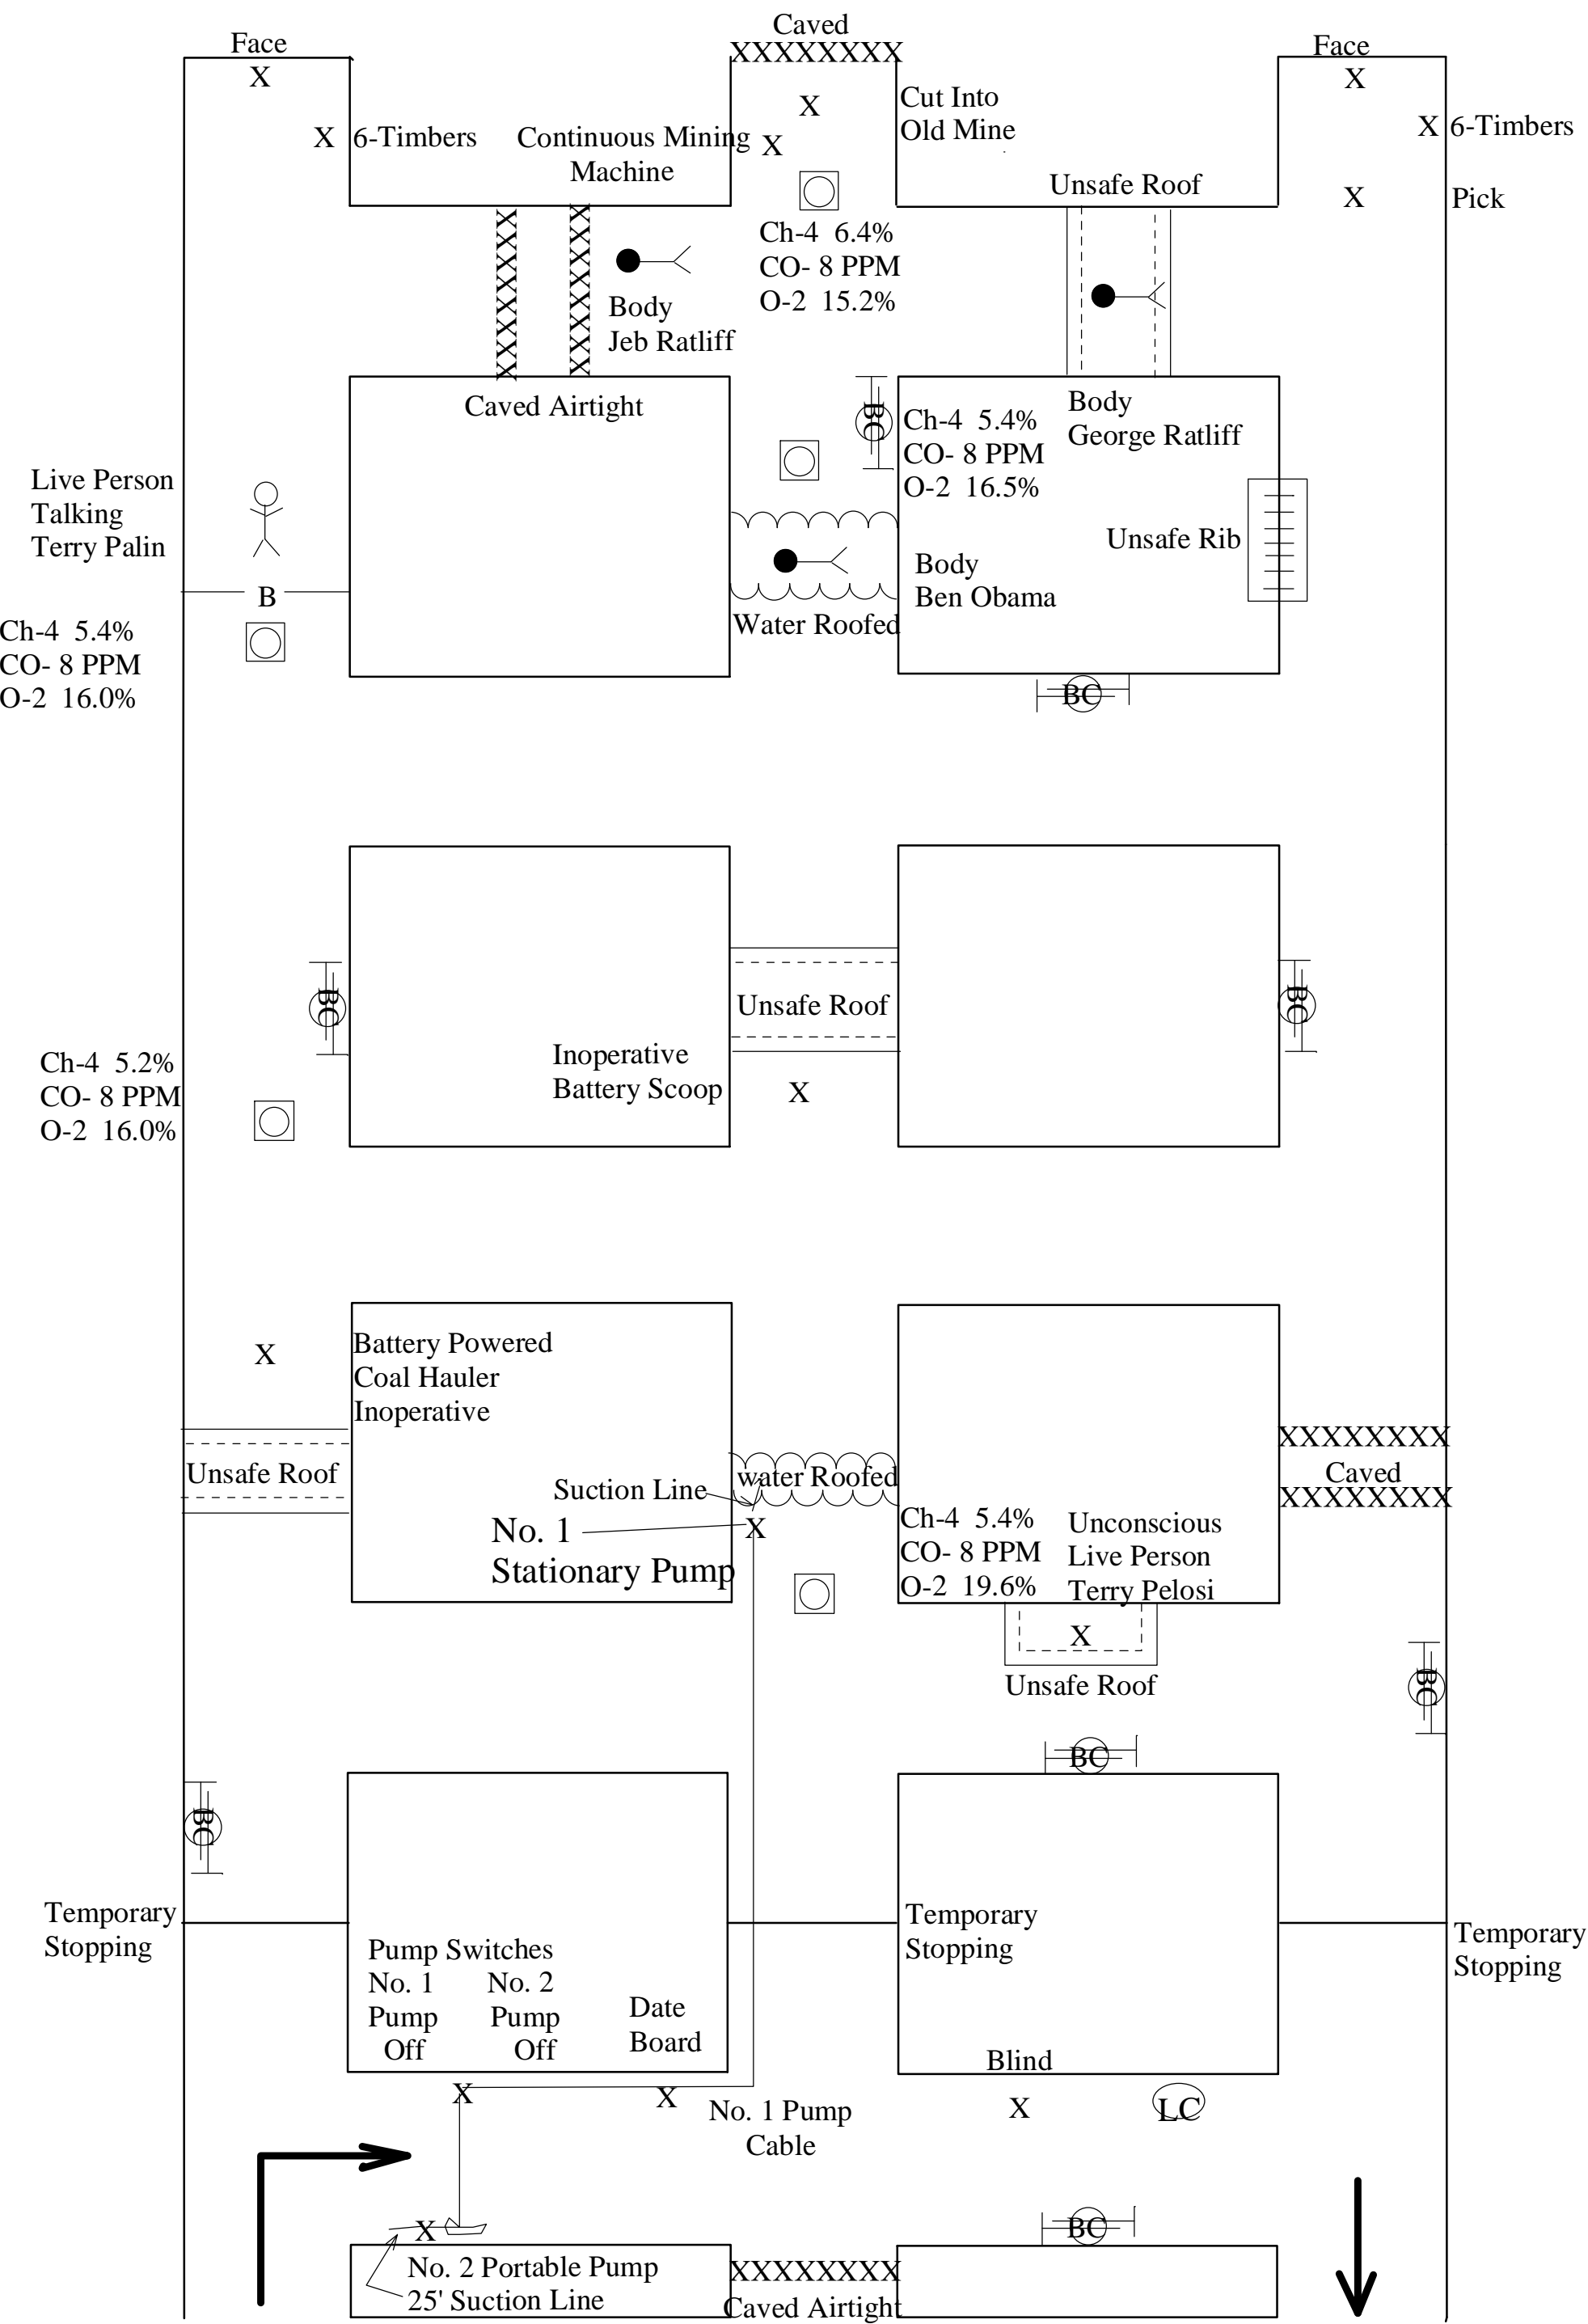 Caved
XXXXXXXX
Face
X
Face
X
X
X
Cut Into
Old Mine
X 6-Timbers
Continuous Mining
Machine
X 6-Timbers
Unsafe Roof
X
Pick
Ch-4 6.4%
CO- 8 PPM
O-2 15.2%
Body
Jeb Ratliff
XXXXXXXX
XXXXXXXX
Caved Airtight
BC
Ch-4 5.4%
CO- 8 PPM
O-2 16.5%
Body
George Ratliff
Live Person
Talking
Terry Palin
Unsafe Rib
Body
Ben Obama
B
Water Roofed
Ch-4 5.4%
CO- 8 PPM
O-2 16.0%
BC
BC
Unsafe Roof
BC
Inoperative
Battery Scoop
X
Ch-4 5.2%
CO- 8 PPM
O-2 16.0%
X
Battery Powered
Coal Hauler
Inoperative
Unsafe Roof
XXXXXXXX
Caved
XXXXXXXX
water Roofed
Suction Line
No. 1
Stationary Pump
X
Ch-4 5.4%
CO- 8 PPM
O-2 19.6%
Unconscious
Live Person
Terry Pelosi
X
Unsafe Roof
BC
BC
BC
Temporary
Stopping
Temporary
Stopping
Temporary
Stopping
Pump Switches
No. 1 No. 2
Pump Pump
Off Off
Date
Board
Blind
X
X
No. 1 Pump
Cable
X
LC
X
BC
No. 2 Portable Pump
25' Suction Line
XXXXXXXX
Caved Airtight